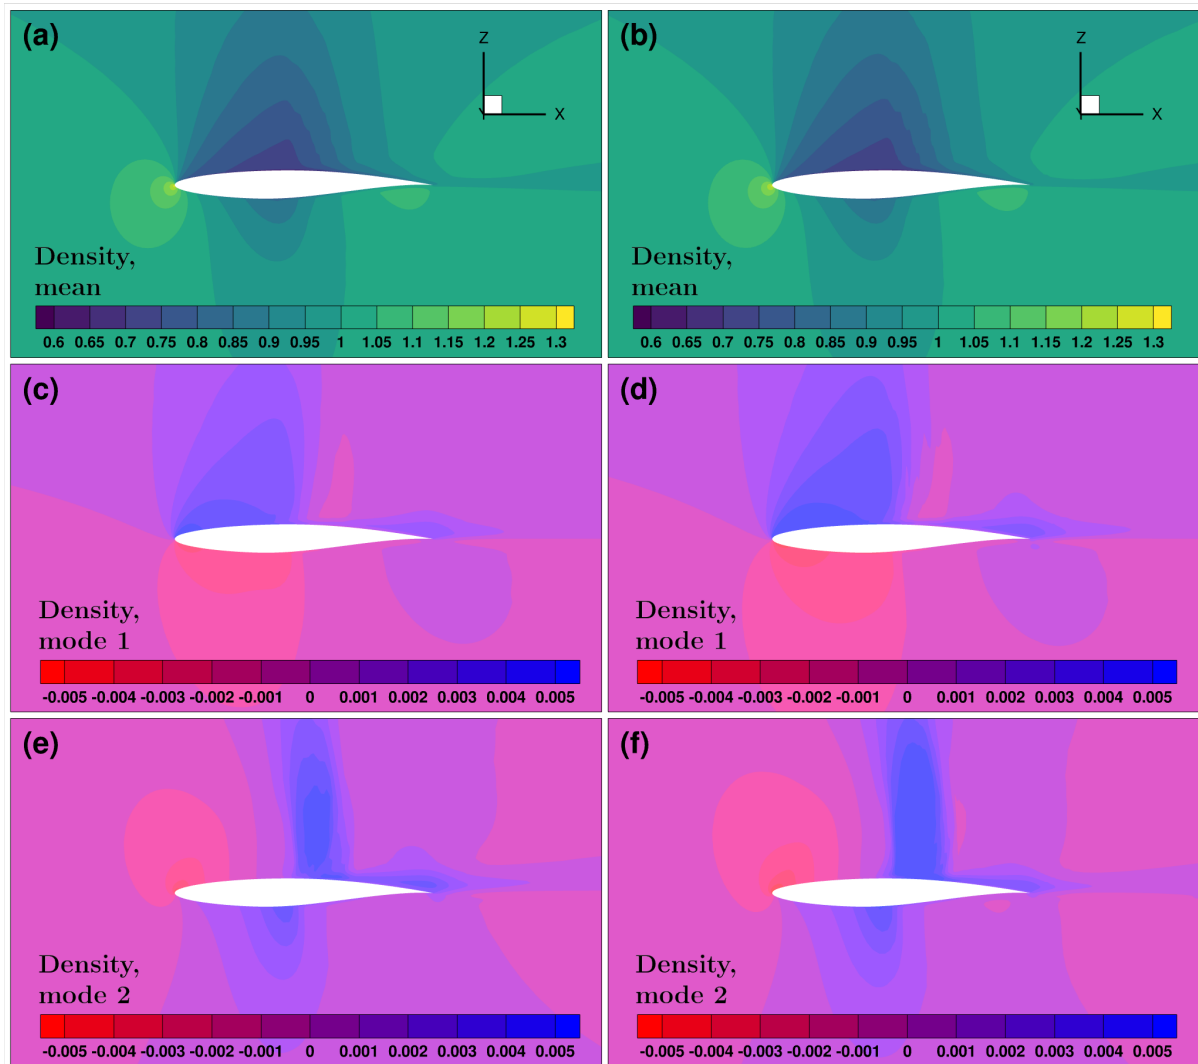 (a)
Z
Y
X
Density,
mean
0.6 0.65 0.7 0.75 0.8 0.85 0.9 0.95 1 1.05 1.1 1.15 1.2 1.25 1.3
(b)
Z
Y
X
Density,
mean
0.6 0.65 0.7 0.75 0.8 0.85 0.9 0.95 1 1.05 1.1 1.15 1.2 1.25 1.3
(c)
Density,
mode 1
-0.005 -0.004 -0.003 -0.002 -0.001 0 0.001 0.002 0.003 0.004 0.005
(d)
Density,
mode 1
-0.005 -0.004 -0.003 -0.002 -0.001 0 0.001 0.002 0.003 0.004 0.005
(e)
Density,
mode 2
-0.005 -0.004 -0.003 -0.002 -0.001 0 0.001 0.002 0.003 0.004 0.005
(f)
Density,
mode 2
-0.005 -0.004 -0.003 -0.002 -0.001 0 0.001 0.002 0.003 0.004 0.005